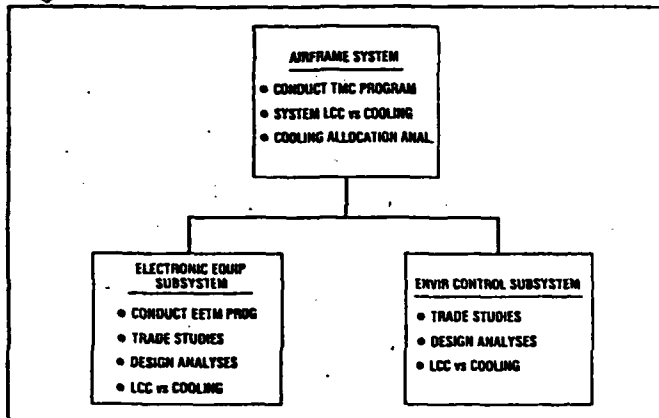 AIRFRAME SYSTEM
• CONDUCT TMC PROGRAM
• SYSTEM LCC vs COOLING
• COOLING ALLOCATION ANAL
ELECTRONIC EQUIP
SUBSYSTEM
• CONDUCT EETM PROG
• TRADE STUDIES
• DESIGN ANALYSES
• LCC vs COOLING
ENVIR CONTROL SUBSYSTEM
• TRADE STUDIES
• DESIGN ANALYSES
• LCC vs COOLING